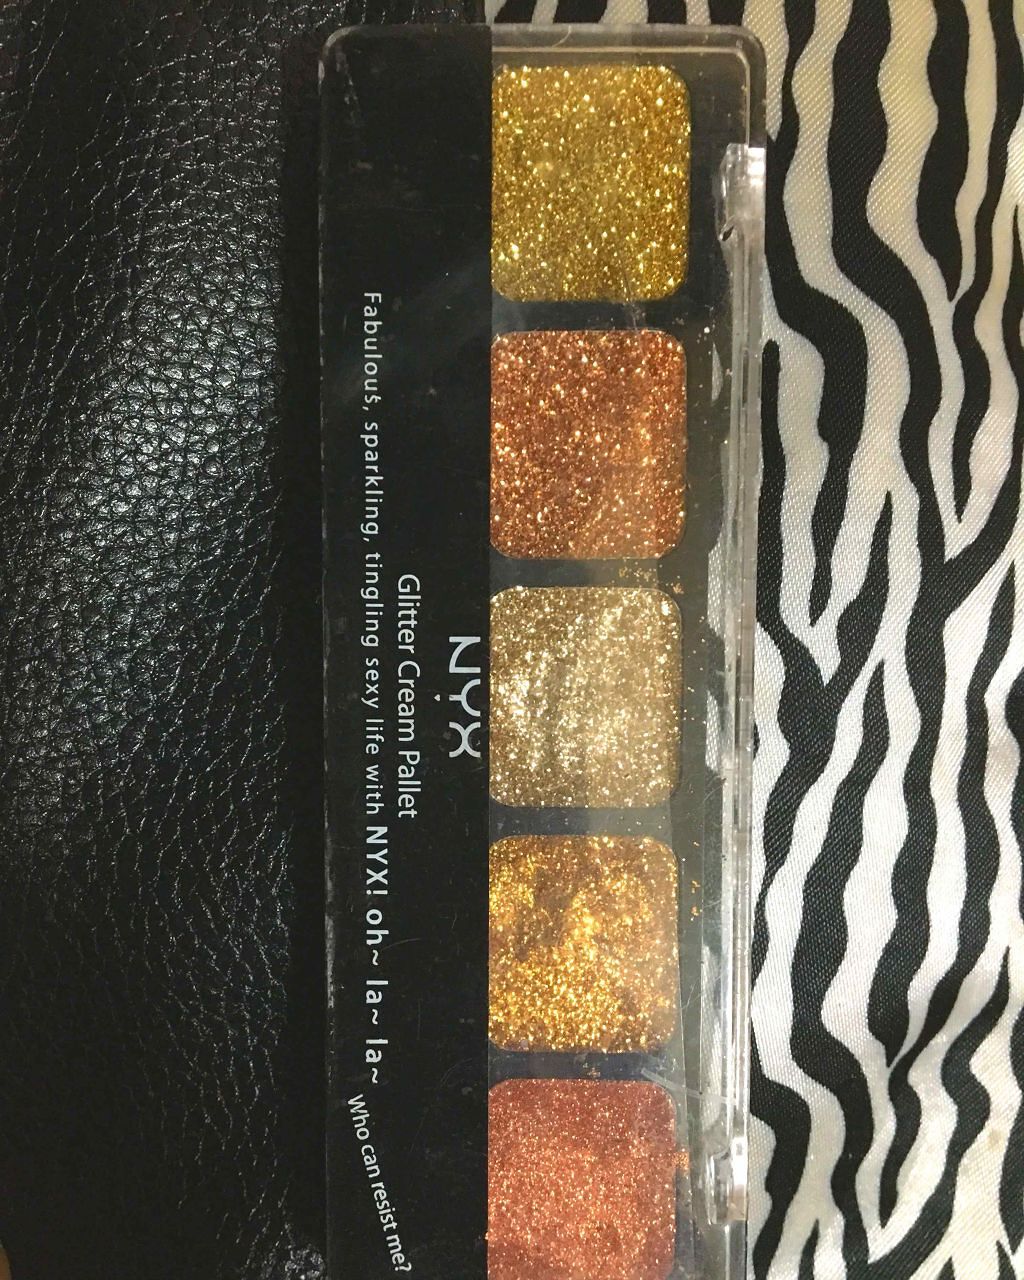 NYX
Glitter Cream Pallet
Fabulous, sparkling, tingling sexy life with NYX! oh~ la~ la~ Who can resist me?